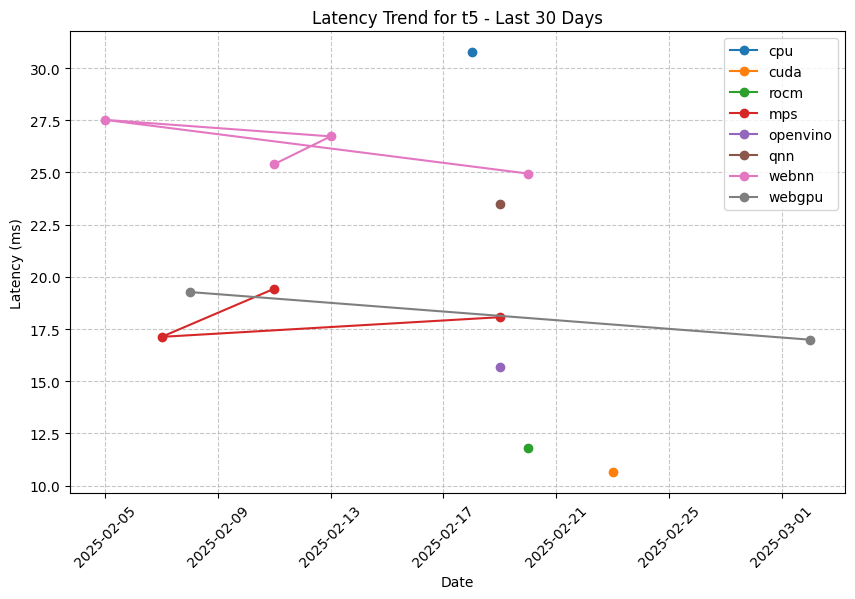 Latency Trend for t5 - Last 30 Days
Latency (ms)
30.0
27.5
25.0
22.5
20.0
17.5
15.0
12.5
10.0
cpu
cuda
rocm
mps
openvino
qnn
webnn
webgpu
2025-02-05
2025-02-09
2025-02-13
2025-02-17
2025-02-21
2025-02-25
2025-03-01
Date